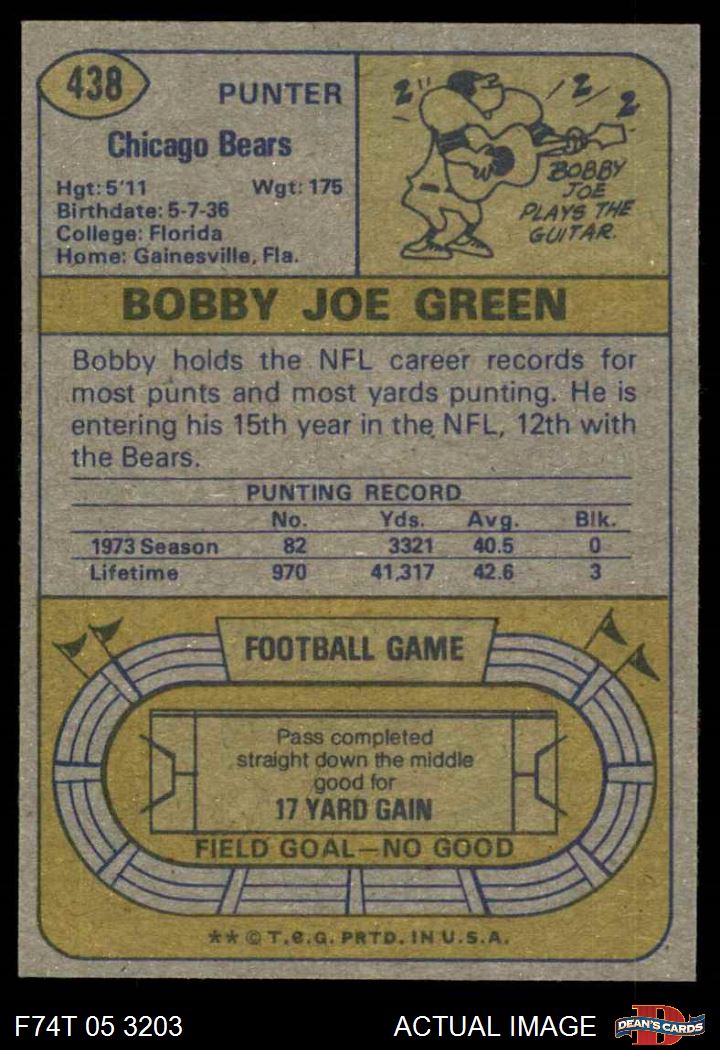 438
PUNTER
Chicago Bears
Hgt: 5'11 Wgt: 175
Birthdate: 5-7-36
College: Florida
Home: Gainesville, Fla.
Z Z Z
BOBBY
JOE
PLAYS THE
GUITAR.
BOBBY JOE GREEN
Bobby holds the NFL career records for
most punts and most yards punting. He is
entering his 15th year in the NFL, 12th with
the Bears.
PUNTING RECORD
No. Yds. Avg. Blk.
1973 Season 82 3321 40.5 0
Lifetime 970 41,317 42.6 3
FOOTBALL GAME
Pass completed
straight down the middle
good for
17 YARD GAIN
FIELD GOAL—NO GOOD
** © T.C.G. PRTD. IN U.S.A.
F74T 05 3203 ACTUAL IMAGE
D
DEAN'S CARDS